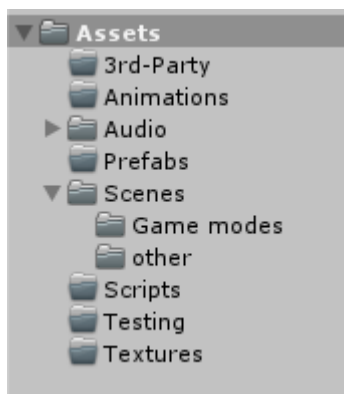 Assets
3rd-Party
Animations
Audio
Prefabs
Scenes
Game modes
other
Scripts
Testing
Textures